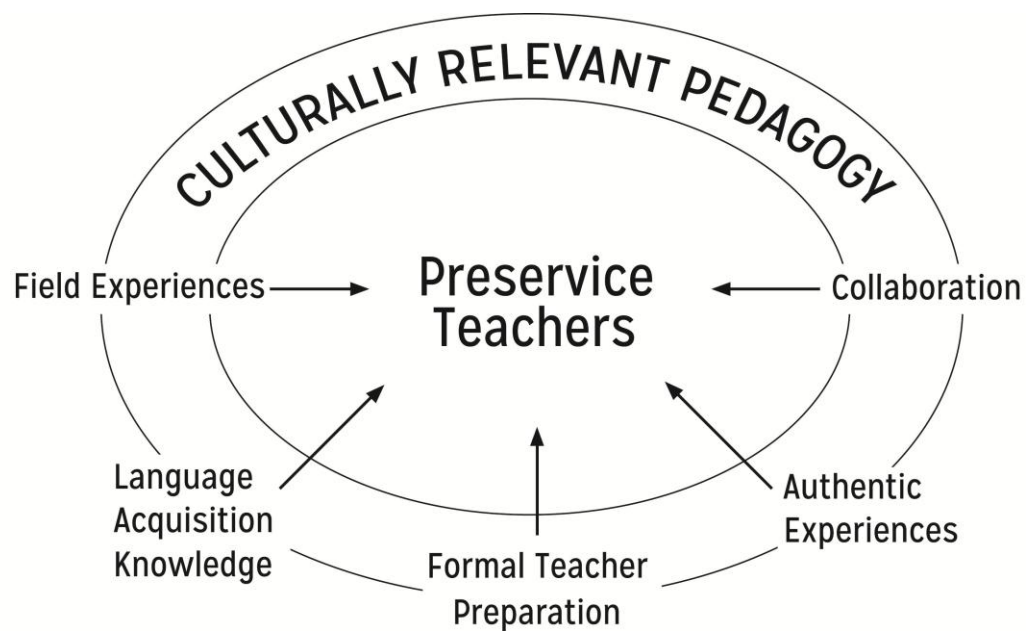 CULTURALLY RELEVANT PEDAGOGY
Preservice
Teachers
Field Experiences
Collaboration
Language
Acquisition
Knowledge
Formal Teacher
Preparation
Authentic
Experiences